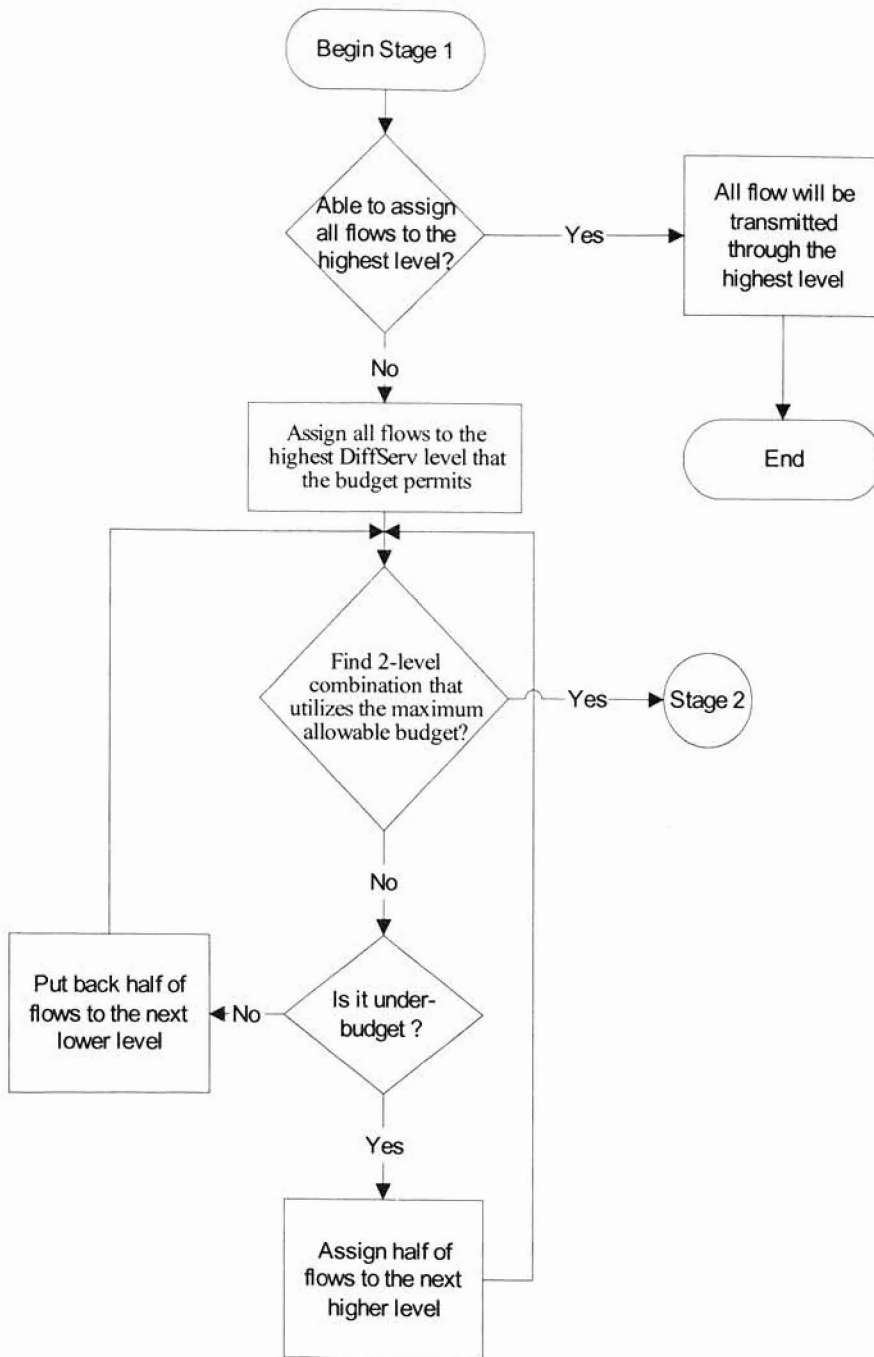 Begin Stage 1
Able to assign
all flows to the
highest level?
Yes
All flow will be
transmitted
through the
highest level
No
Assign all flows to the
highest DiffServ level that
the budget permits
End
Find 2-level
combination that
utilizes the maximum
allowable budget?
Yes
Stage 2
No
Put back half of
flows to the next
lower level
No
Is it under-
budget ?
Yes
Assign half of
flows to the next
higher level